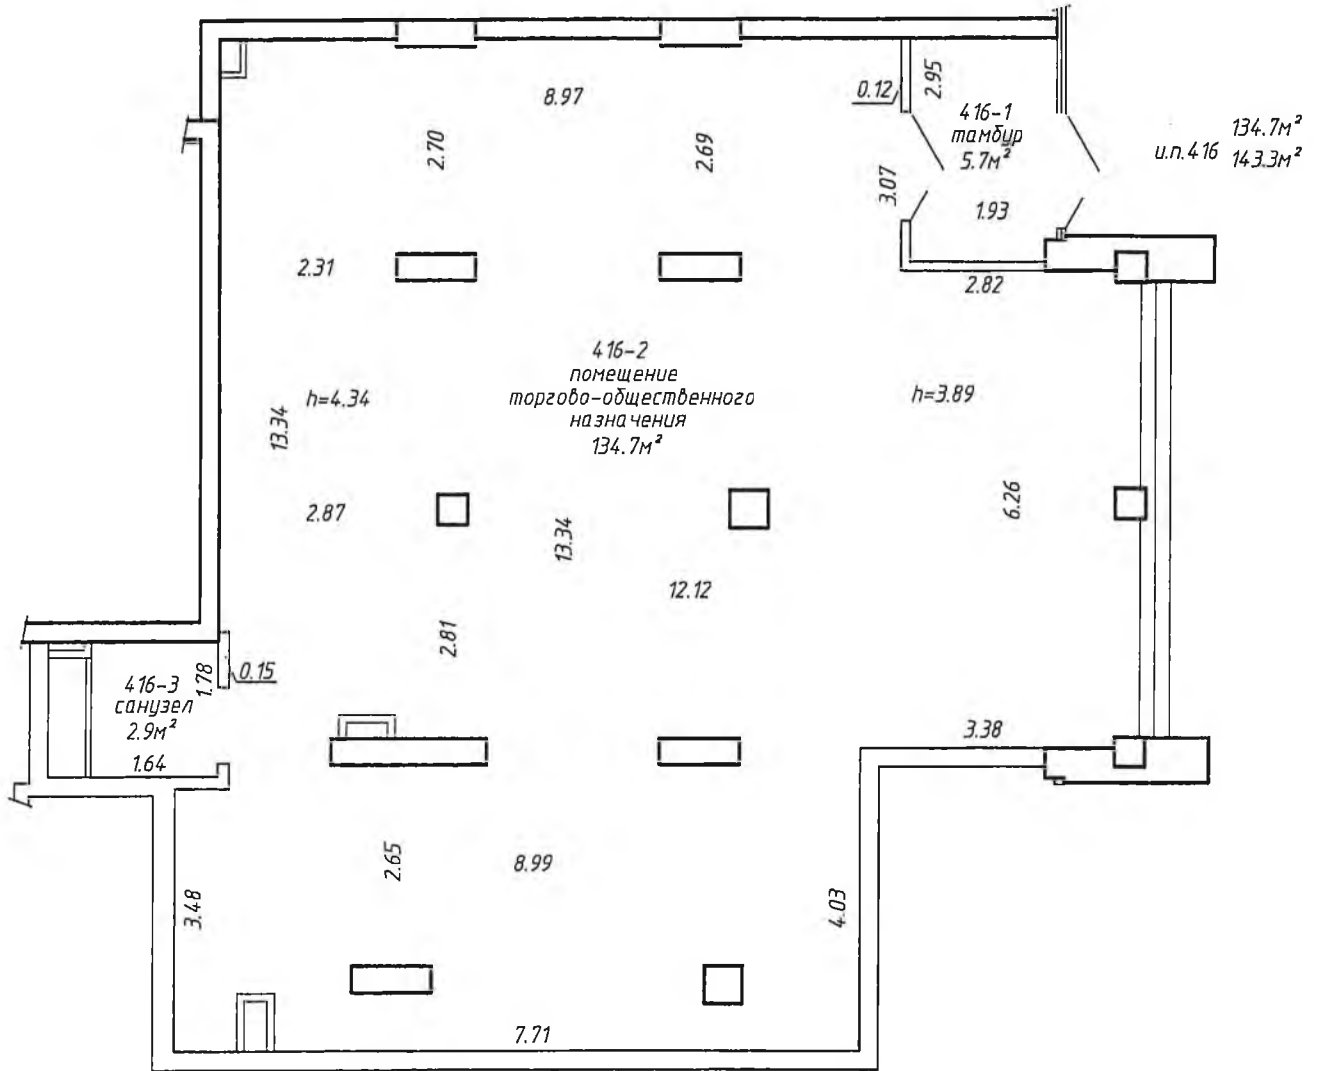 8.97
0.12
2.95
416-1
тамбур
5.7м²
134.7м²
и.п.416
143.3м²
2.70
2.69
3.07
1.93
2.31
2.82
416-2
помещение
торгово-общественного
назначения
134.7м²
h=4.34
h=3.89
13.34
2.87
13.34
6.26
12.12
2.81
416-3
санузел
2.9м²
1.78
0.15
1.64
3.38
2.65
8.99
3.48
4.03
7.71